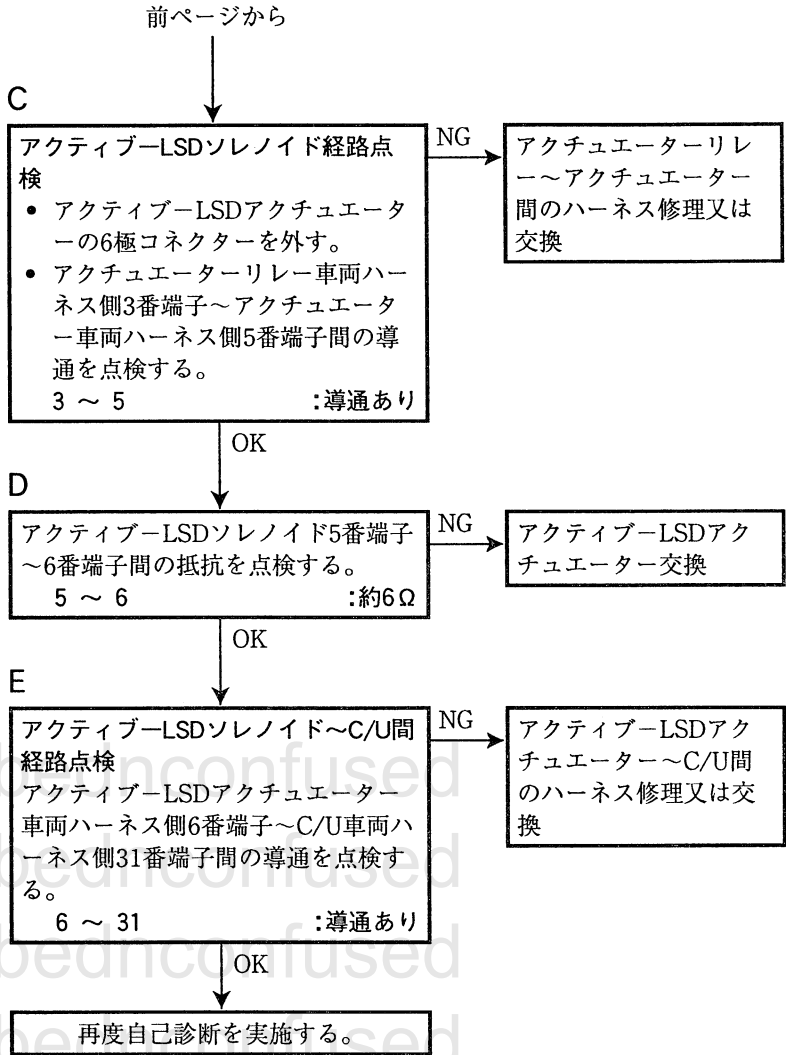 前ページから
C
アクティブーLSDソレノイド経路点
検
• アクティブ－LSDアクチュエータ
ーの6極コネクターを外す。
• アクチュエーターリレー車両ハー
ネス側3番端子～アクチュエータ
ー車両ハーネス側5番端子間の導
通を点検する。
3 ～ 5 :導通あり
NG
アクチュエーターリレ
ー～アクチュエーター
間のハーネス修理又は
交換
OK
D
アクティブ－LSDソレノイド5番端子
～6番端子間の抵抗を点検する。
5 ～ 6 :約6Ω
NG
アクティブ－LSDアク
チュエーター交換
OK
E
アクティブーLSDソレノイド～C/U間
経路点検
アクティブ－LSDアクチュエーター
車両ハーネス側6番端子～C/U車両ハ
ーネス側31番端子間の導通を点検す
る。
6 ～ 31 :導通あり
NG
アクティブ－LSDアク
チュエーター～C/U間
のハーネス修理又は交
換
OK
再度自己診断を実施する。
bednconfused
bednconfused
bednconfused
bednconfused